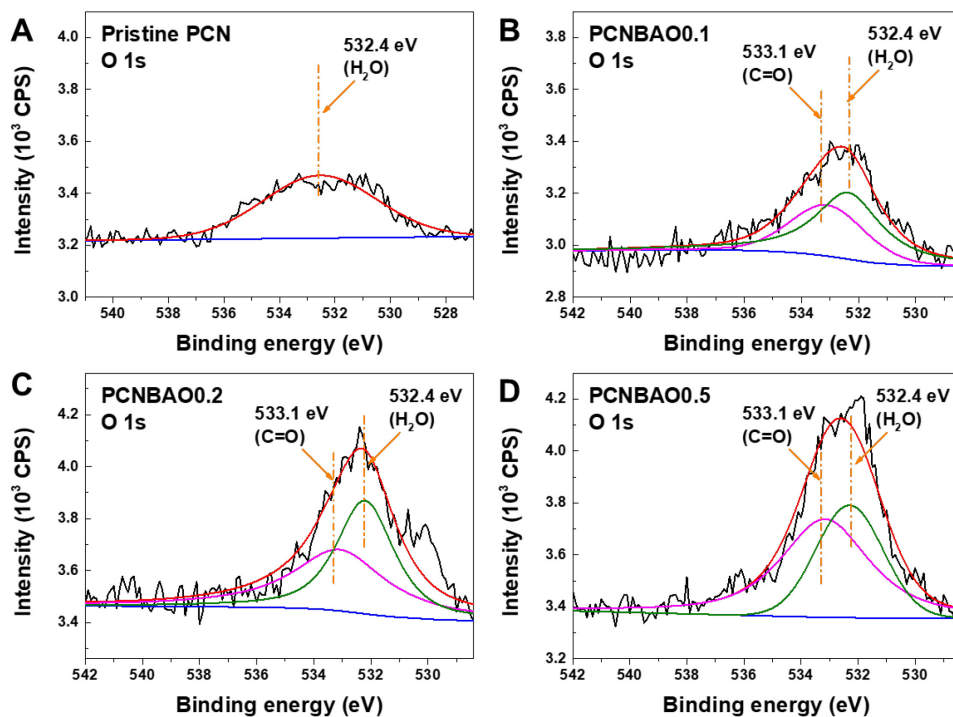 A
Pristine PCN
O 1s
532.4 eV
(H₂O)
4.0
3.8
3.6
3.4
3.2
3.0
540 538 536 534 532 530 528 527
Intensity (10³ CPS)
Binding energy (eV)
B
PCNBAO0.1
O 1s
533.1 eV
(C=O)
532.4 eV
(H₂O)
3.8
3.6
3.4
3.2
3.0
2.8
542 540 538 536 534 532 530
Intensity (10³ CPS)
Binding energy (eV)
C
PCNBAO0.2
O 1s
533.1 eV
(C=O)
532.4 eV
(H₂O)
4.2
4.0
3.8
3.6
3.4
542 540 538 536 534 532 530
Intensity (10³ CPS)
Binding energy (eV)
D
PCNBAO0.5
O 1s
533.1 eV
(C=O)
532.4 eV
(H₂O)
4.2
4.0
3.8
3.6
3.4
3.2
542 540 538 536 534 532 530
Intensity (10³ CPS)
Binding energy (eV)